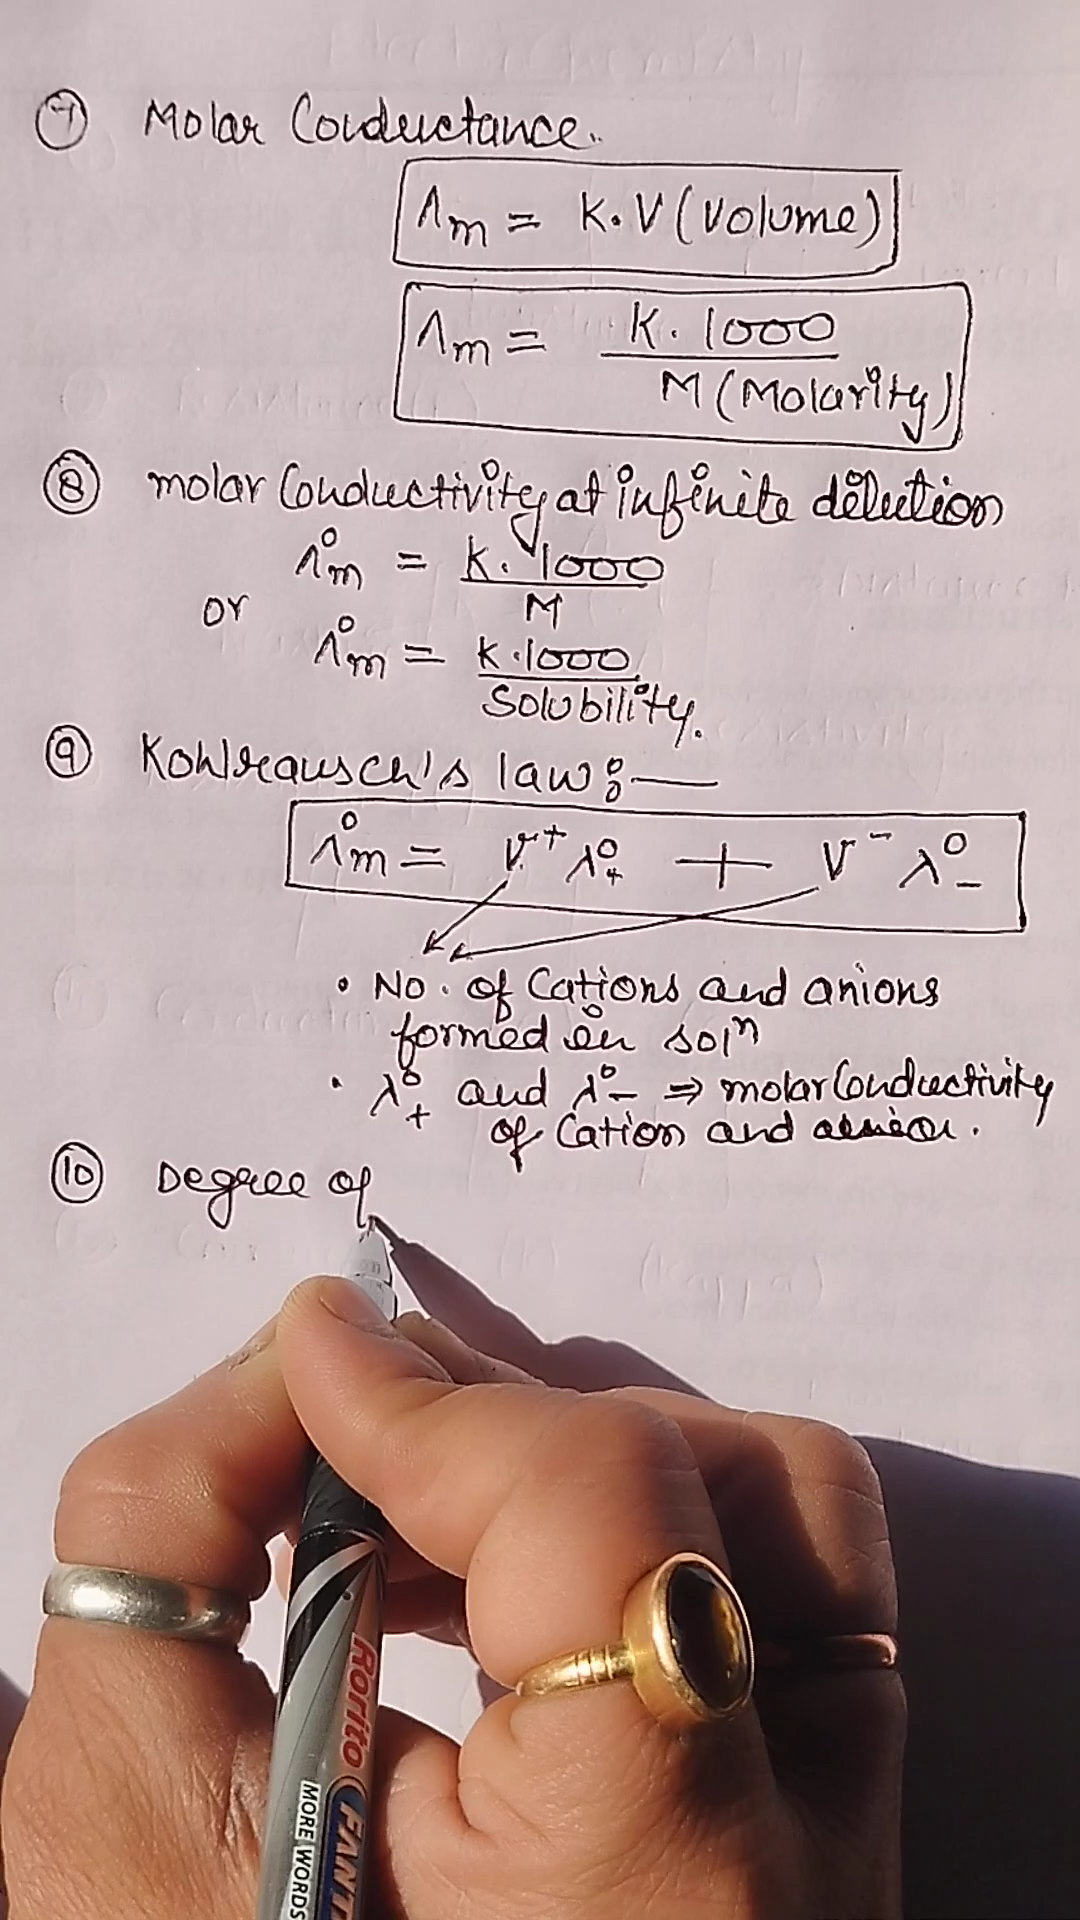 ⑦ Molar Conductance.
Λm = K.V (Volume)
Λm = K. 1000
M (Molarity)
⑧ molar Conductivity at infinite dilution
Λ°m = K. 1000
M
or
Λ°m = K.1000
Solubility.
⑨ Kohlrausch's law :—
Λ°m = V⁺ λ°₊ + V⁻ λ°₋
• No. of Cations and anions
formed in solⁿ
• λ°₊ and λ°₋ ⇒ molar Conductivity
of Cation and anion.
⑩ Degree of
Rorito
MORE WORDS